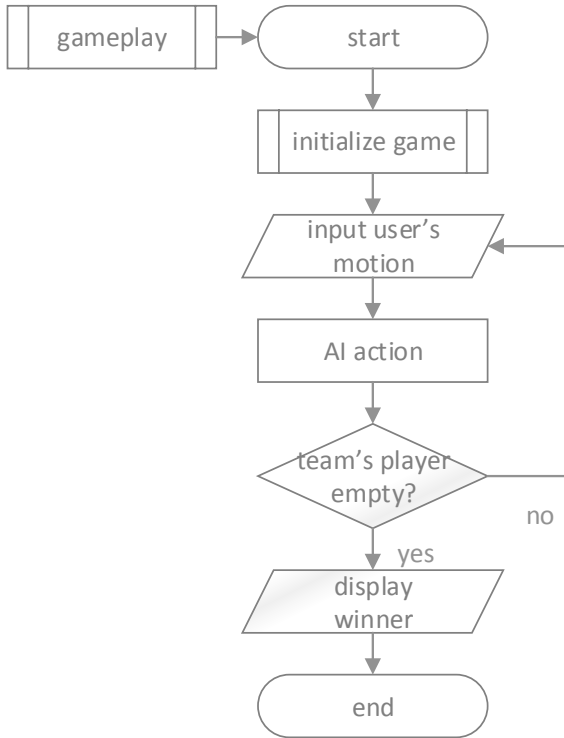 gameplay
start
initialize game
input user's
motion
AI action
team's player
empty?
no
yes
display
winner
end